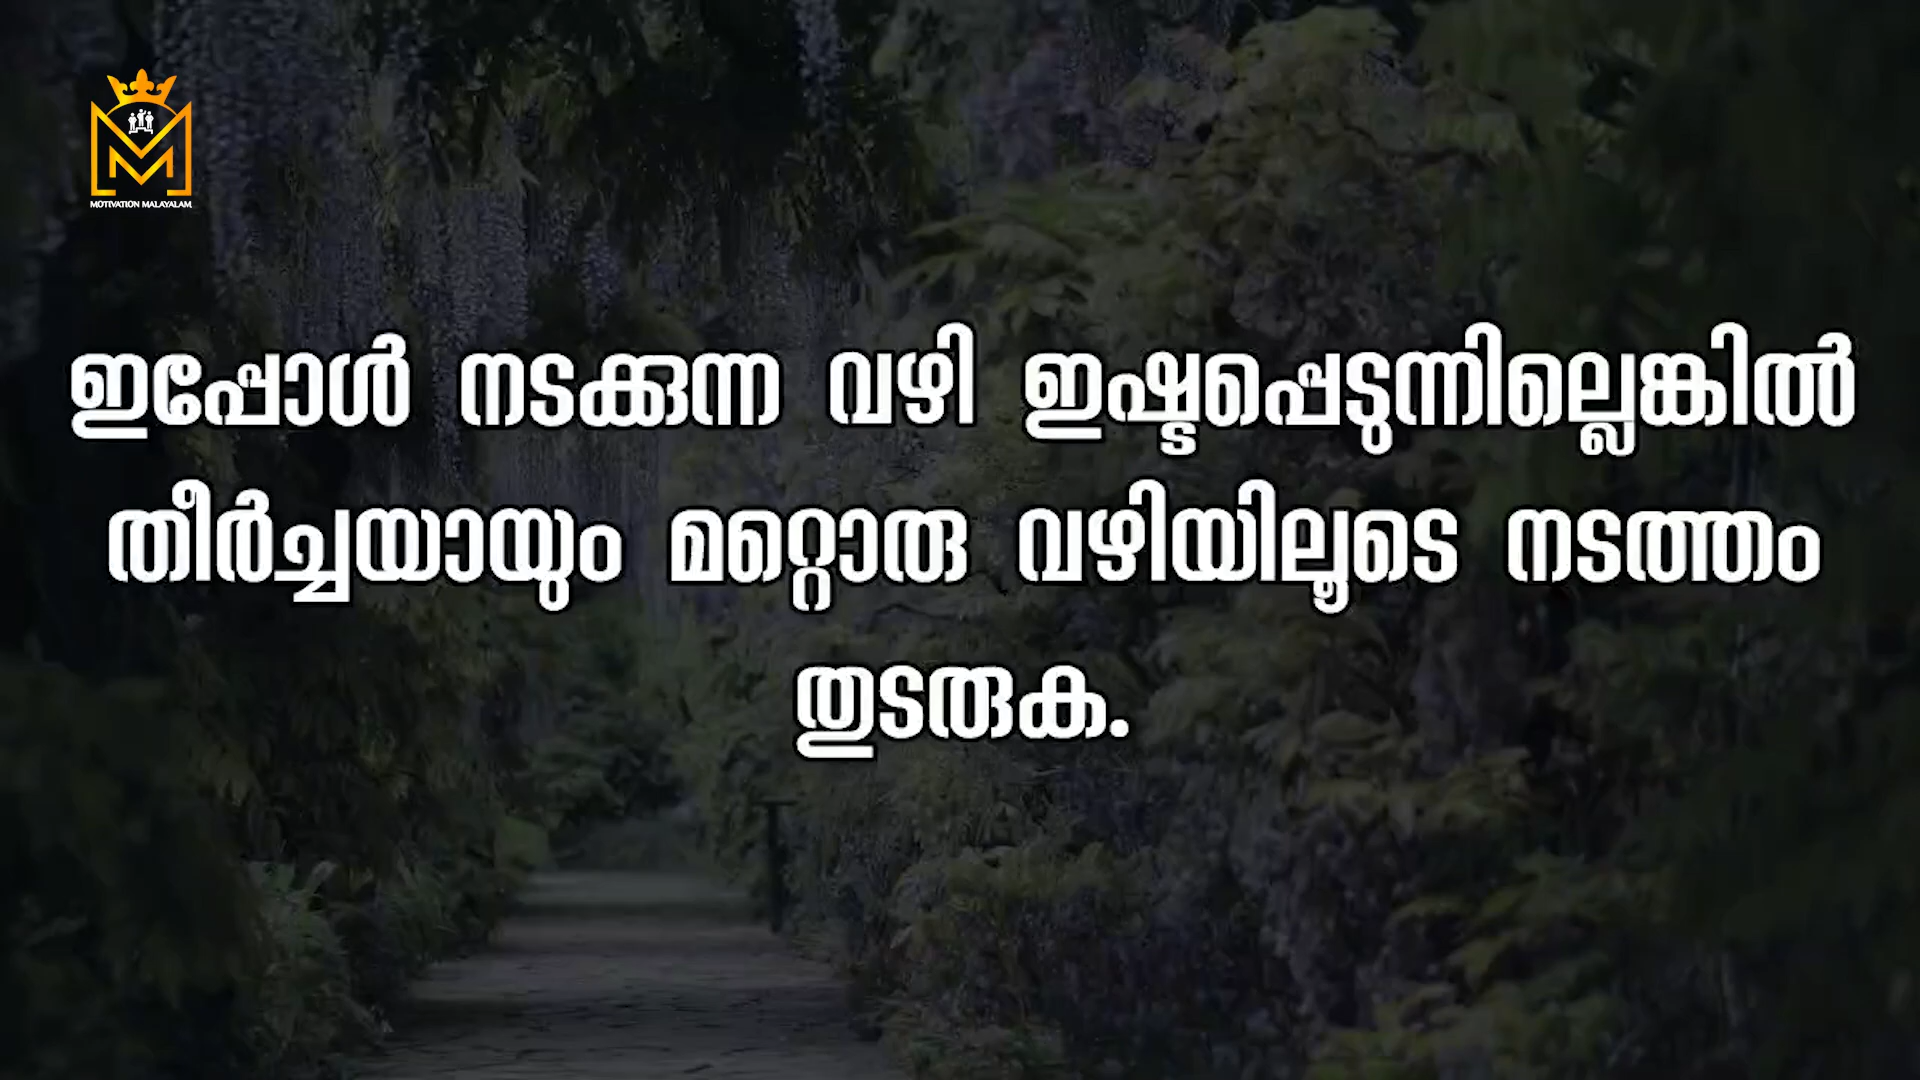 MOTIVATION MALAYALAM
ഇപ്പോൾ നടക്കുന്ന വഴി ഇഷ്ടപ്പെടുന്നില്ലെങ്കിൽ
തീർച്ചയായും മറ്റൊരു വഴിയിലൂടെ നടത്തം
തുടരുക.